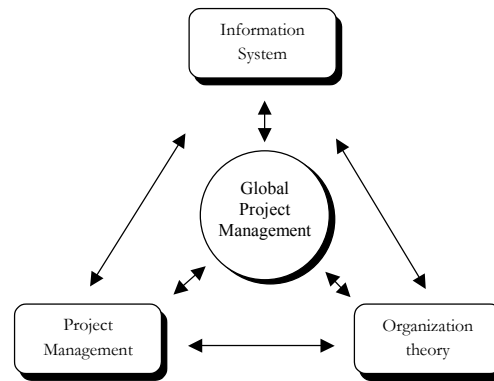 Information
System
Global
Project
Management
Project
Management
Organization
theory